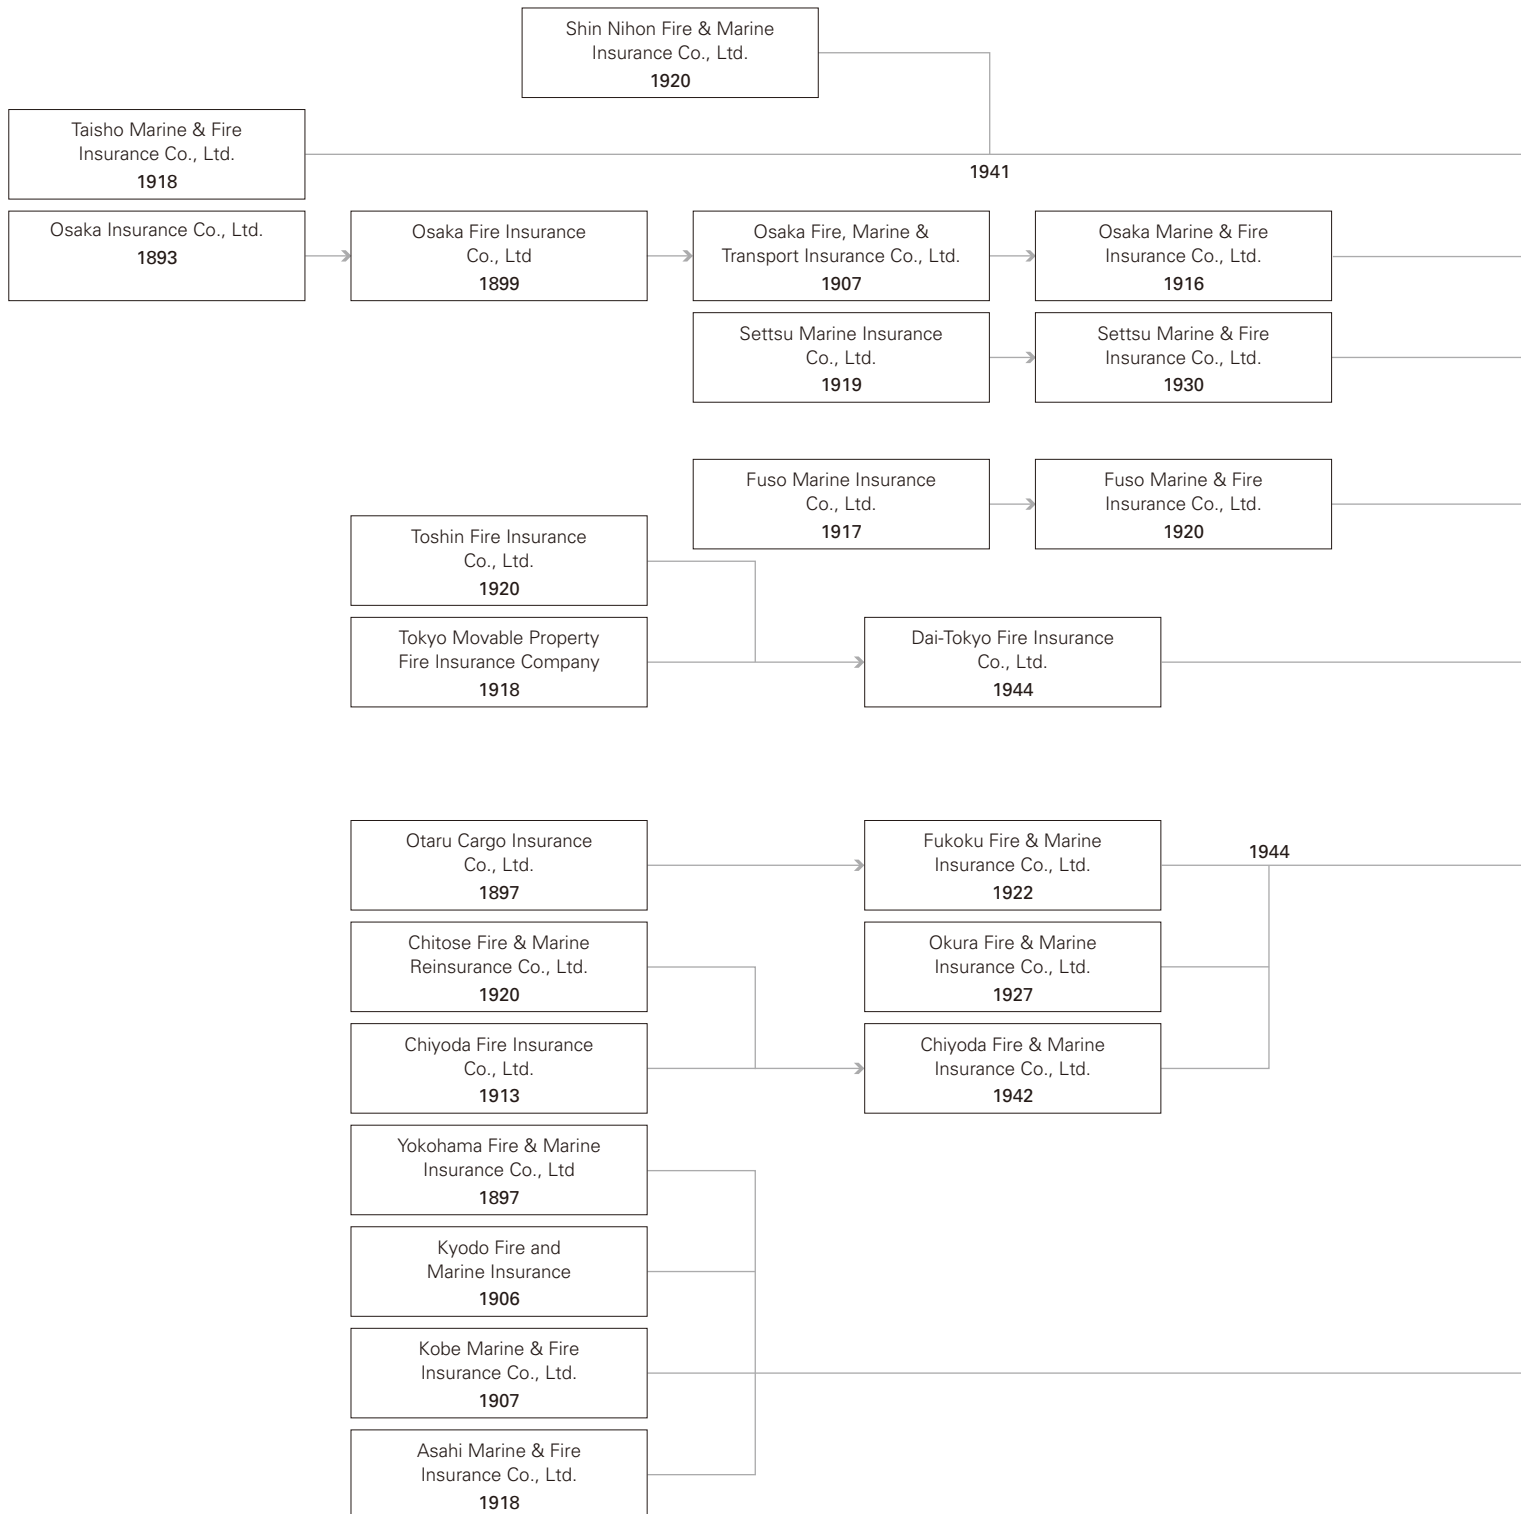 Shin Nihon Fire & Marine
Insurance Co., Ltd.
1920
Taisho Marine & Fire
Insurance Co., Ltd.
1918
1941
Osaka Insurance Co., Ltd.
1893
Osaka Fire Insurance
Co., Ltd
1899
Osaka Fire, Marine &
Transport Insurance Co., Ltd.
1907
Osaka Marine & Fire
Insurance Co., Ltd.
1916
Settsu Marine Insurance
Co., Ltd.
1919
Settsu Marine & Fire
Insurance Co., Ltd.
1930
Fuso Marine Insurance
Co., Ltd.
1917
Fuso Marine & Fire
Insurance Co., Ltd.
1920
Toshin Fire Insurance
Co., Ltd.
1920
Tokyo Movable Property
Fire Insurance Company
1918
Dai-Tokyo Fire Insurance
Co., Ltd.
1944
Otaru Cargo Insurance
Co., Ltd.
1897
Fukoku Fire & Marine
Insurance Co., Ltd.
1922
1944
Chitose Fire & Marine
Reinsurance Co., Ltd.
1920
Okura Fire & Marine
Insurance Co., Ltd.
1927
Chiyoda Fire Insurance
Co., Ltd.
1913
Chiyoda Fire & Marine
Insurance Co., Ltd.
1942
Yokohama Fire & Marine
Insurance Co., Ltd
1897
Kyodo Fire and
Marine Insurance
1906
Kobe Marine & Fire
Insurance Co., Ltd.
1907
Asahi Marine & Fire
Insurance Co., Ltd.
1918